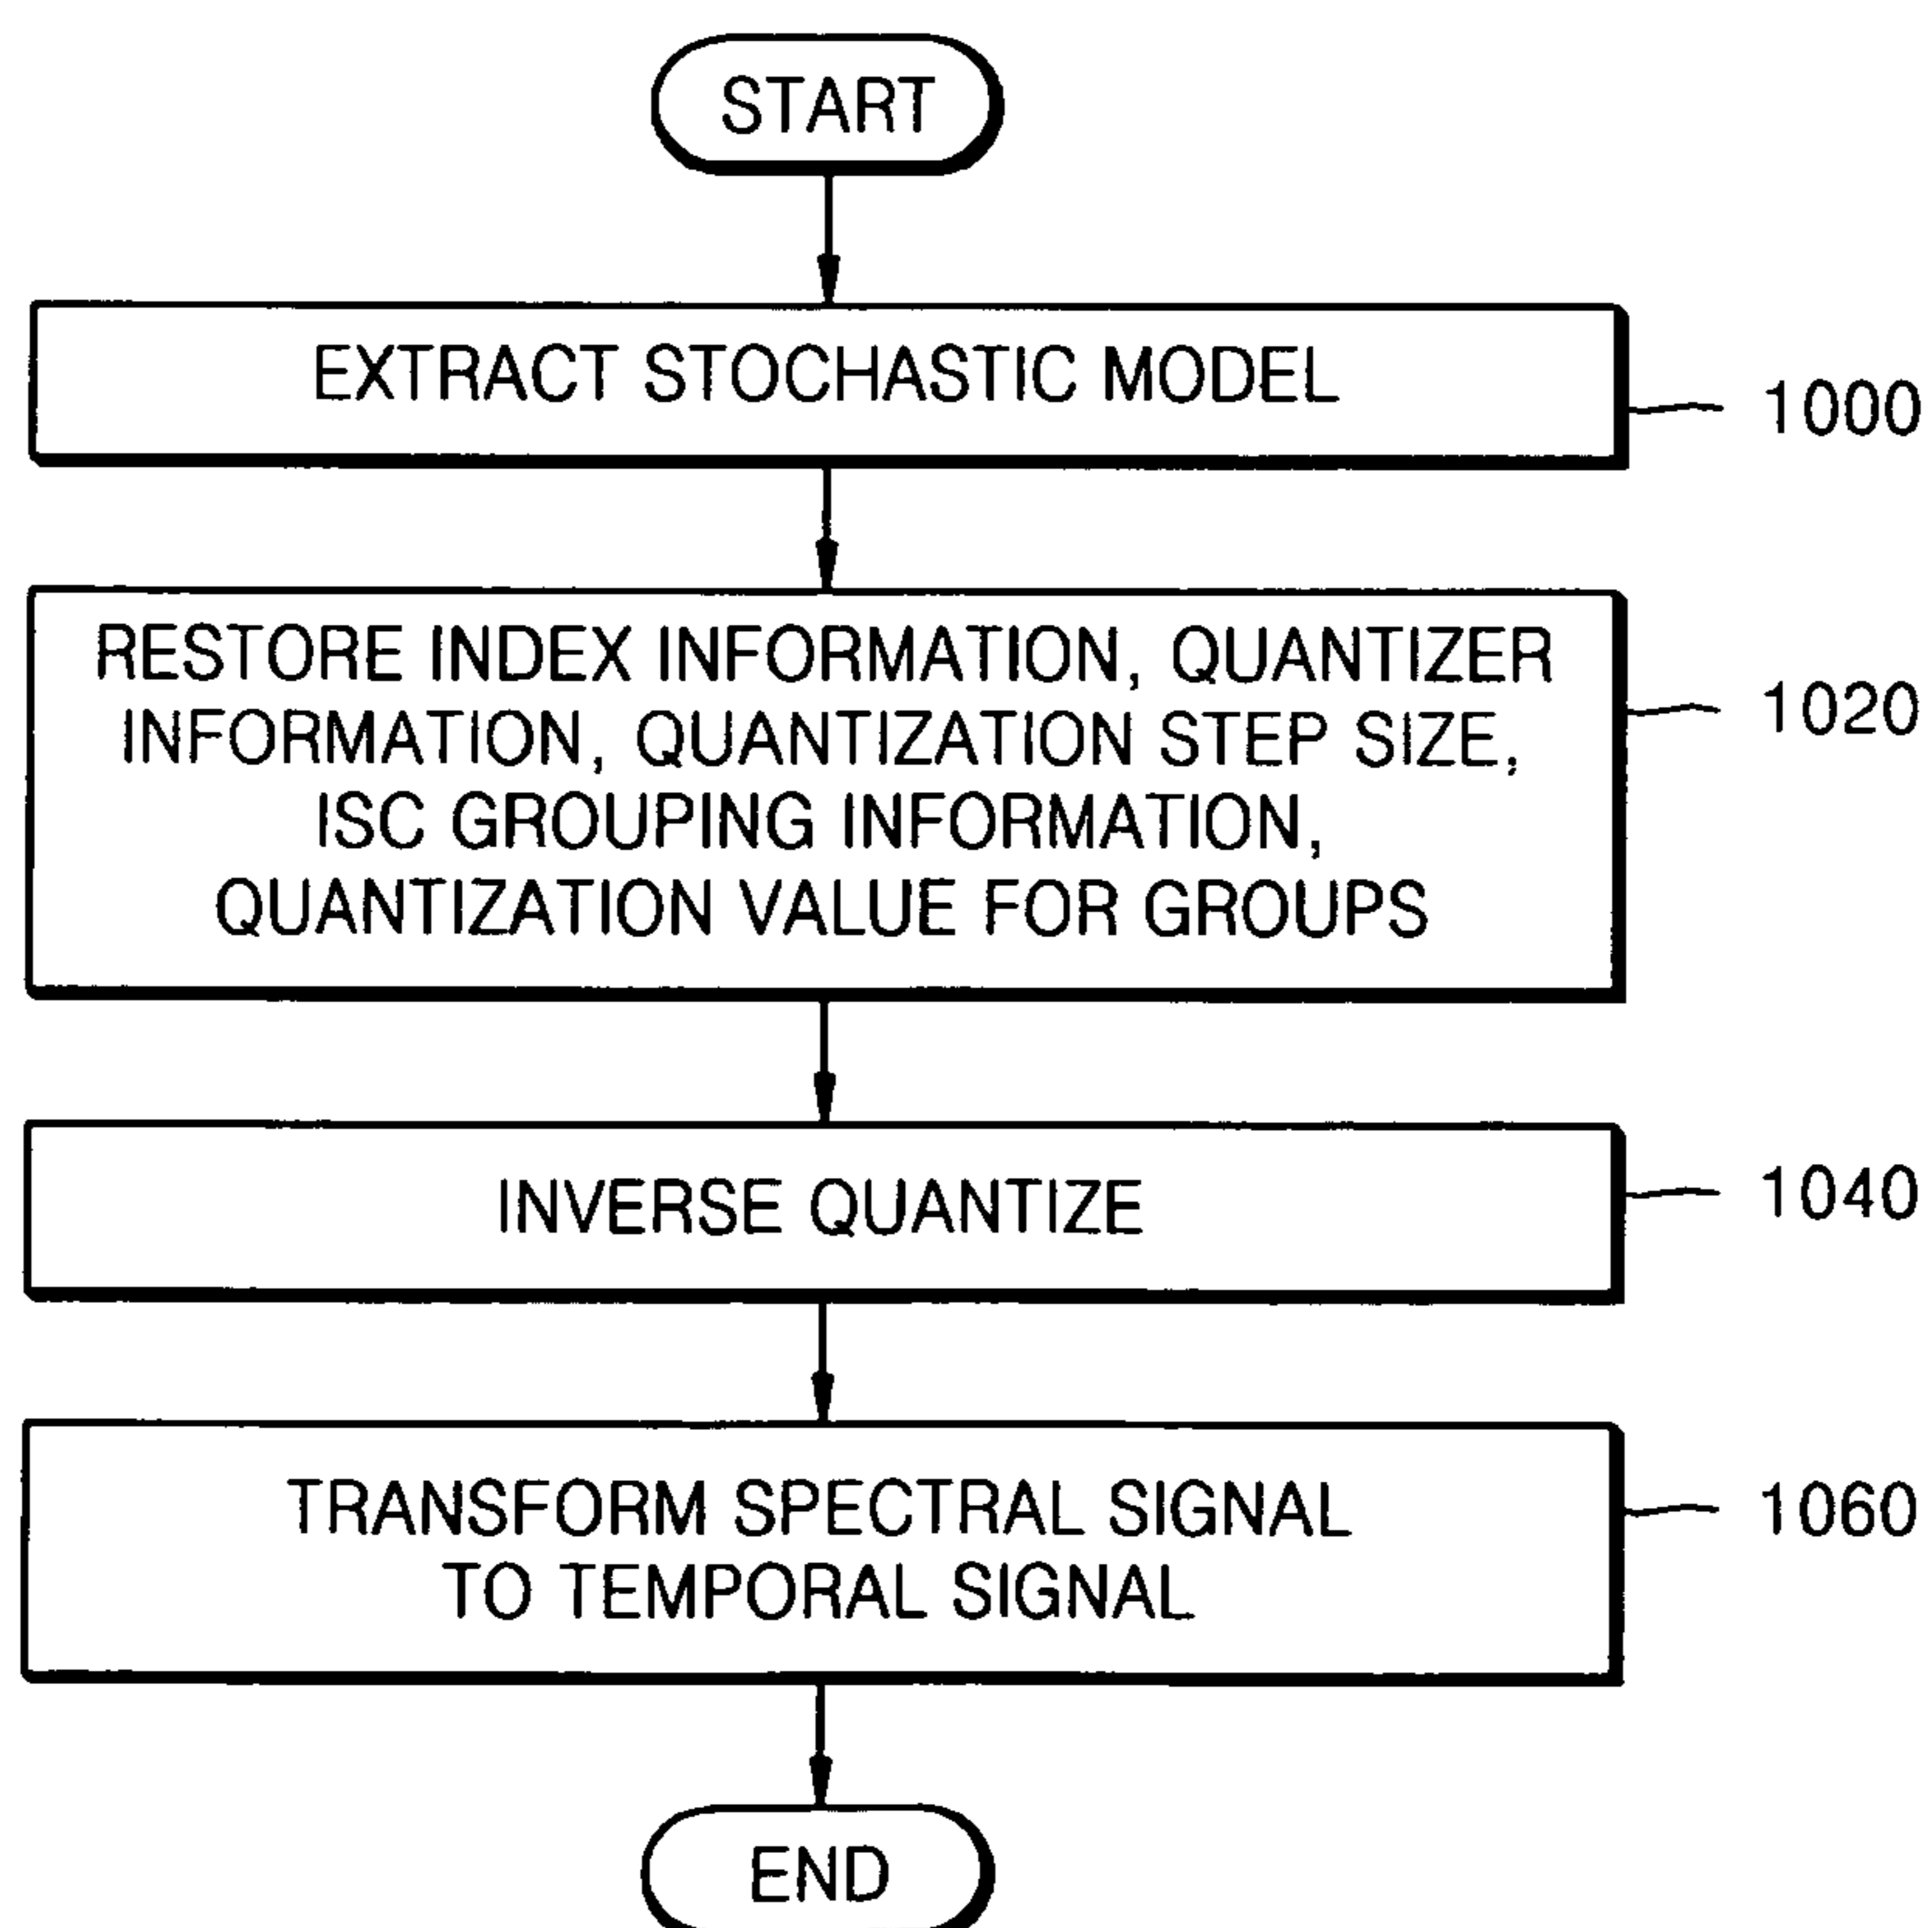 START
EXTRACT STOCHASTIC MODEL
1000
RESTORE INDEX INFORMATION, QUANTIZER
INFORMATION, QUANTIZATION STEP SIZE,
ISC GROUPING INFORMATION,
QUANTIZATION VALUE FOR GROUPS
1020
INVERSE QUANTIZE
1040
TRANSFORM SPECTRAL SIGNAL
TO TEMPORAL SIGNAL
1060
END